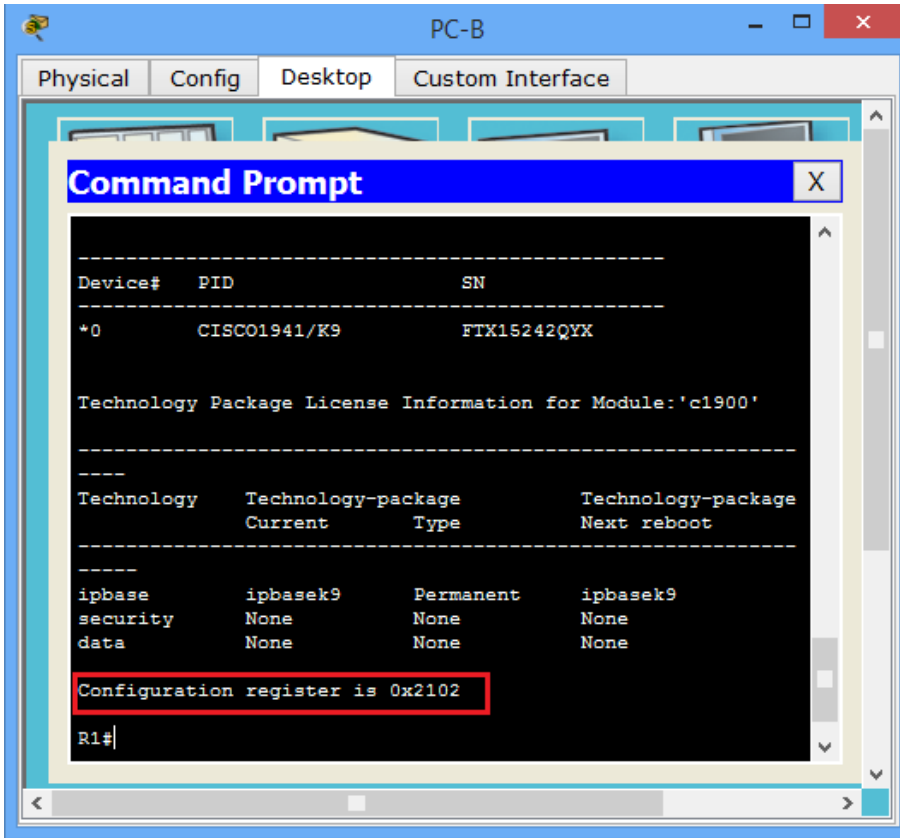 PC-B
Physical Config Desktop Custom Interface
Command Prompt X
-------------------------------------------------
Device# PID SN
-------------------------------------------------
*0 CISCO1941/K9 FTX15242QYX
Technology Package License Information for Module:'c1900'
------------------------------------------------------------
----
Technology Technology-package Technology-package
Current Type Next reboot
------------------------------------------------------------
-----
ipbase ipbasek9 Permanent ipbasek9
security None None None
data None None None
Configuration register is 0x2102
R1#